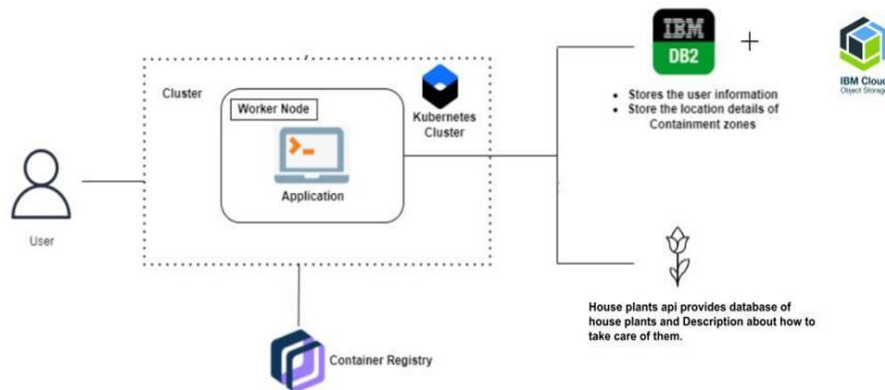 IBM
DB2
+
IBM Cloud
Object Storage
• Stores the user information
• Store the location details of
Containment zones
Cluster
Worker Node
Kubernetes
Cluster
Application
User
House plants api provides database of
house plants and Description about how to
take care of them.
Container Registry